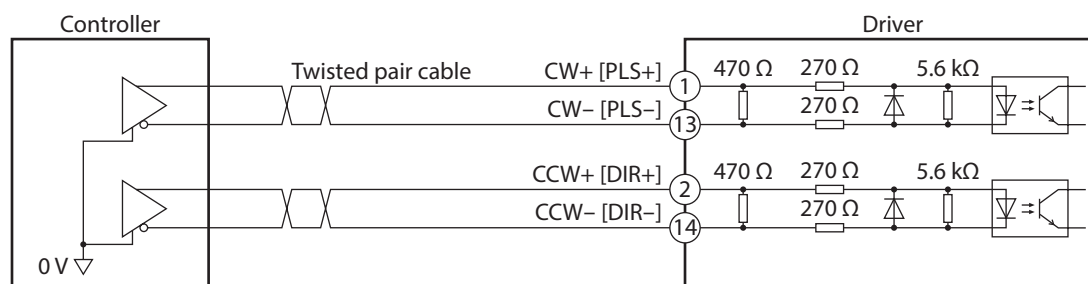 Controller
Driver
Twisted pair cable
CW+ [PLS+]
1
470 Ω
270 Ω
5.6 kΩ
CW– [PLS–]
13
270 Ω
CCW+ [DIR+]
2
470 Ω
270 Ω
5.6 kΩ
CCW– [DIR–]
14
270 Ω
0 V